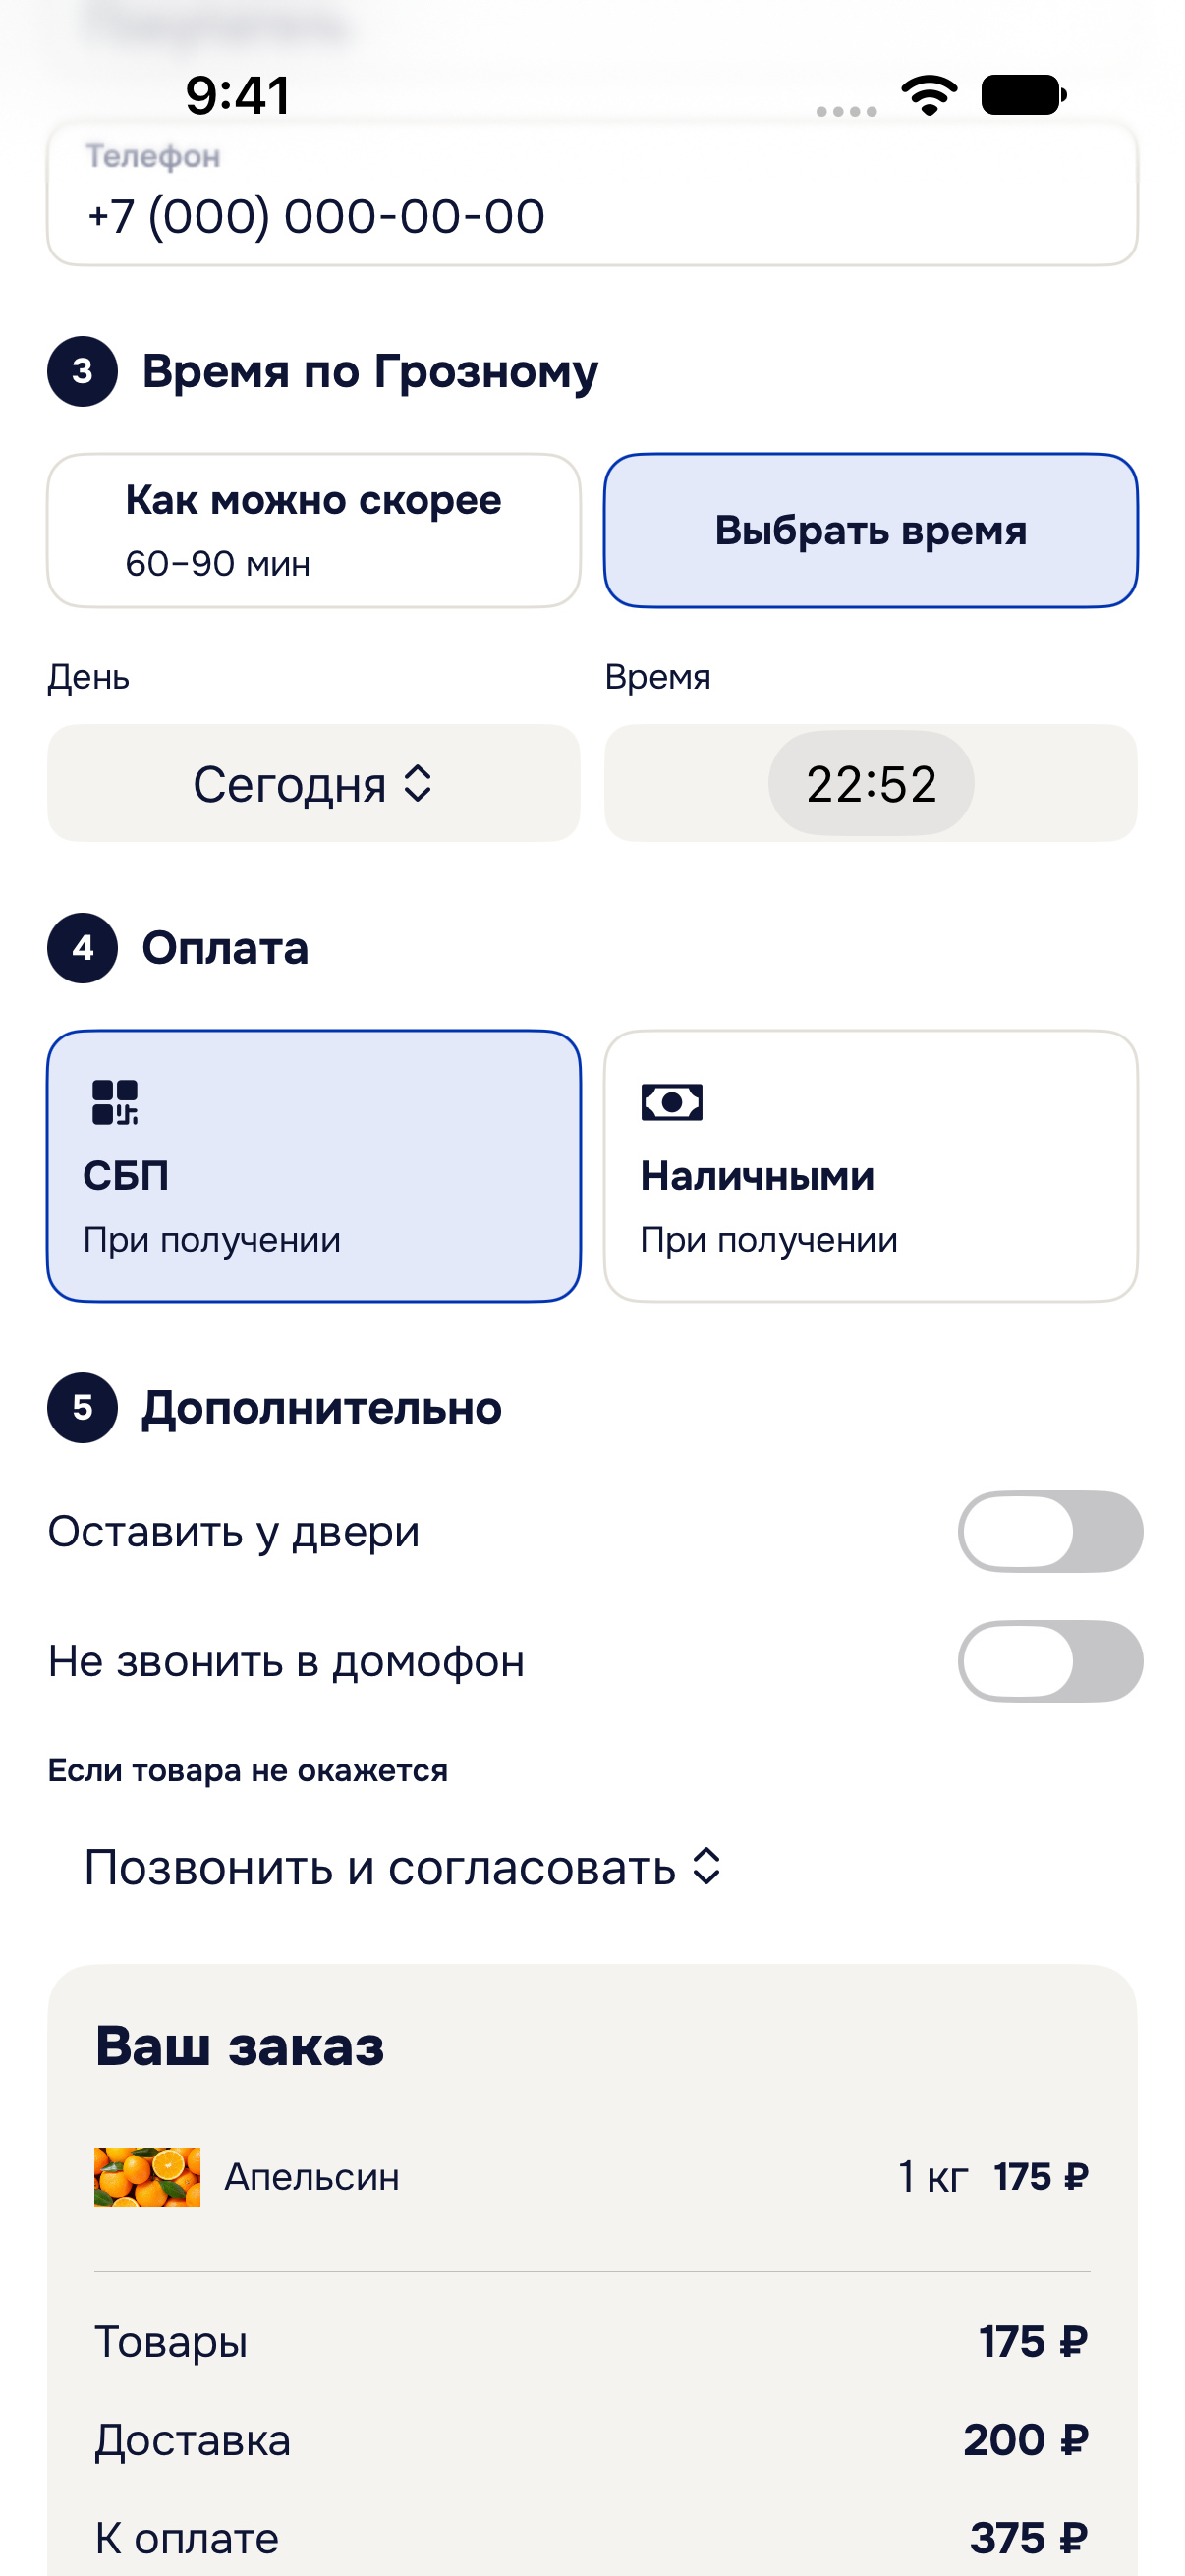 Покупатель
9:41
Телефон
+7 (000) 000-00-00
3 Время по Грозному
Как можно скорее
60–90 мин
Выбрать время
День
Время
Сегодня
22:52
4 Оплата
СБП
При получении
Наличными
При получении
5 Дополнительно
Оставить у двери
Не звонить в домофон
Если товара не окажется
Позвонить и согласовать
Ваш заказ
Апельсин 1 кг 175 ₽
Товары 175 ₽
Доставка 200 ₽
К оплате 375 ₽